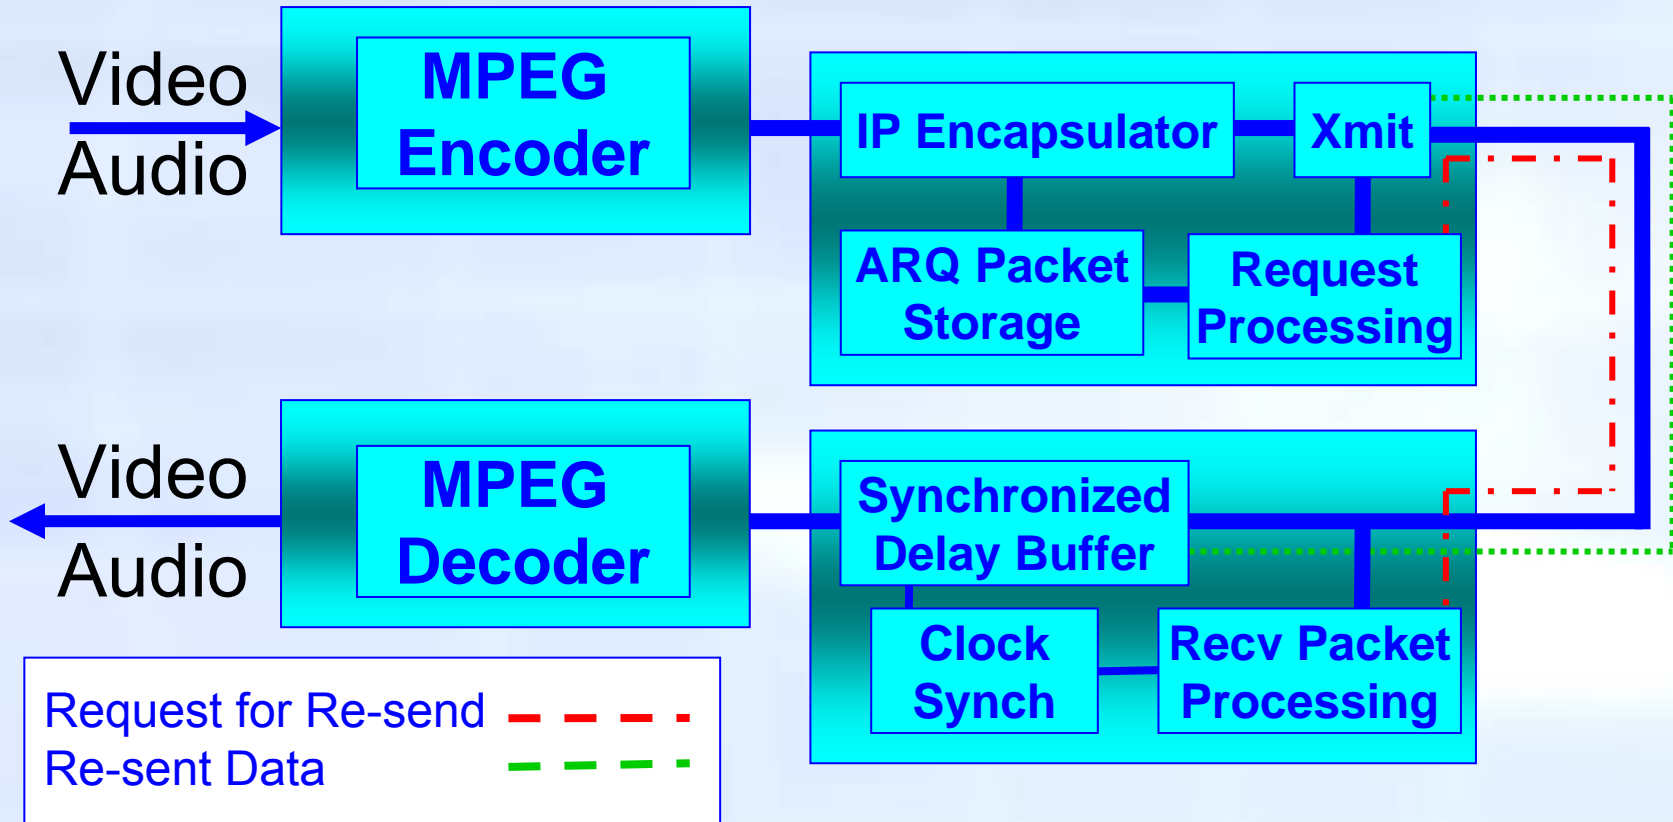 Video
Audio
MPEG
Encoder
IP Encapsulator
Xmit
ARQ Packet
Storage
Request
Processing
Video
Audio
MPEG
Decoder
Synchronized
Delay Buffer
Clock
Synch
Recv Packet
Processing
Request for Re-send
Re-sent Data